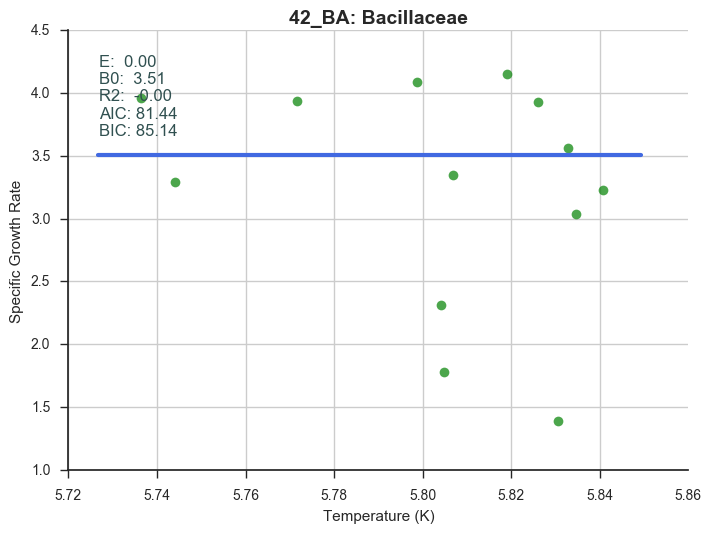 42_BA: Bacillaceae
E:  0.00
B0:  3.51
R2:  -0.00
AIC: 81.44
BIC: 85.14
Specific Growth Rate
4.5
4.0
3.5
3.0
2.5
2.0
1.5
1.0
5.72 5.74 5.76 5.78 5.80 5.82 5.84 5.86
Temperature (K)